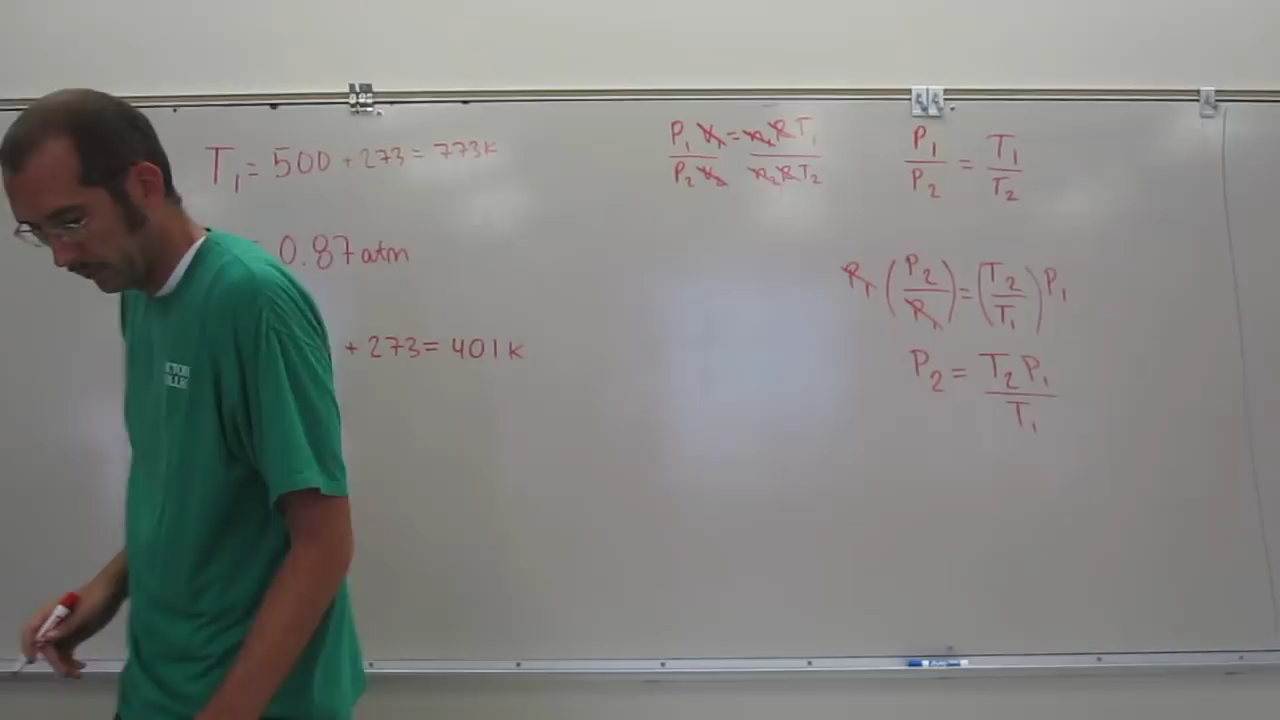 T₁ = 500 + 273 = 773K
0.87 atm
+ 273 = 401K
P₁V₁ = n₁RT₁
P₂V₂ n₂RT₂
P₁/P₂ = T₁/T₂
P₁(P₂/P₁) = (T₂/T₁)P₁
P₂ = T₂P₁/T₁